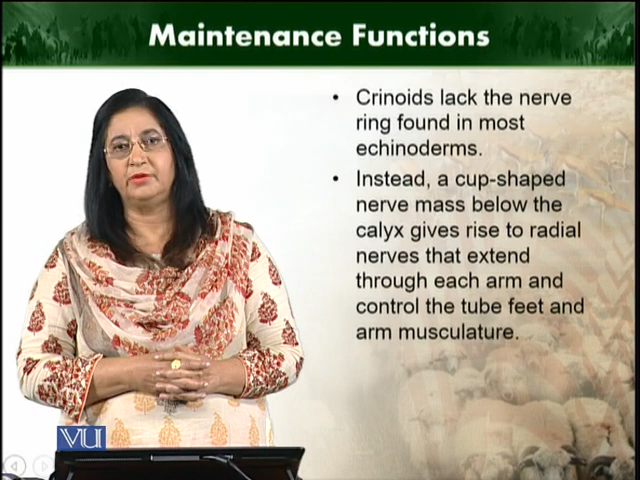 Maintenance Functions
• Crinoids lack the nerve
ring found in most
echinoderms.
• Instead, a cup-shaped
nerve mass below the
calyx gives rise to radial
nerves that extend
through each arm and
control the tube feet and
arm musculature.
VU